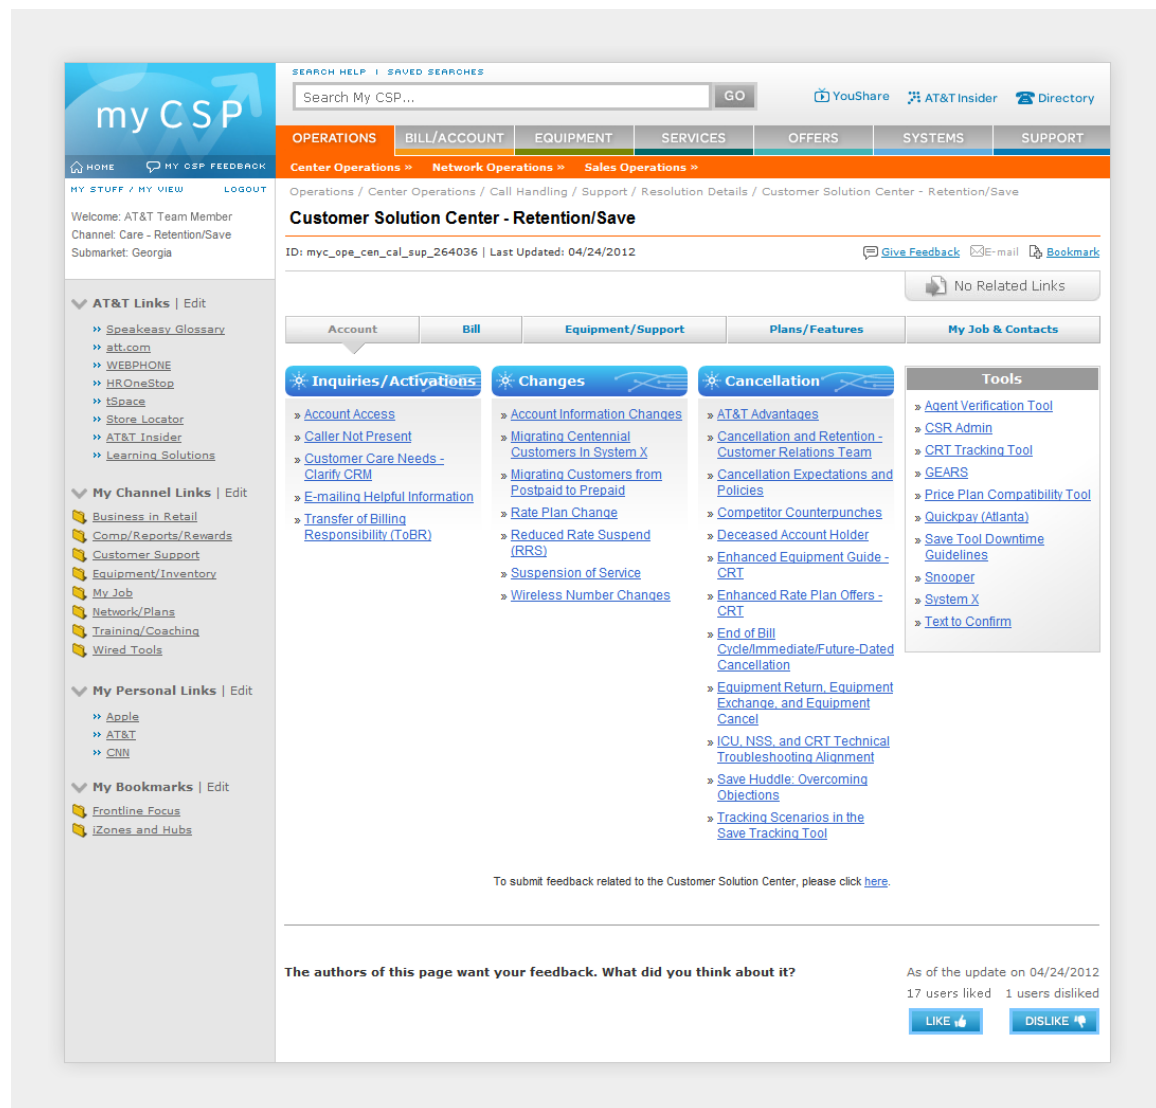 my CSP
HOME MY CSP FEEDBACK
SEARCH HELP | SAVED SEARCHES
Search My CSP... GO
YouShare AT&T Insider Directory
OPERATIONS BILL/ACCOUNT EQUIPMENT SERVICES OFFERS SYSTEMS SUPPORT
Center Operations » Network Operations » Sales Operations »
MY STUFF / MY VIEW LOGOUT
Welcome: AT&T Team Member
Channel: Care - Retention/Save
Submarket: Georgia
AT&T Links | Edit
» Speakeasy Glossary
» att.com
» WEBPHONE
» HROneStop
» tSpace
» Store Locator
» AT&T Insider
» Learning Solutions
My Channel Links | Edit
Business in Retail
Comp/Reports/Rewards
Customer Support
Equipment/Inventory
My Job
Network/Plans
Training/Coaching
Wired Tools
My Personal Links | Edit
» Apple
» AT&T
» CNN
My Bookmarks | Edit
Frontline Focus
iZones and Hubs
Operations / Center Operations / Call Handling / Support / Resolution Details / Customer Solution Center - Retention/Save
Customer Solution Center - Retention/Save
ID: myc_ope_cen_cal_sup_264036 | Last Updated: 04/24/2012
Give Feedback E-mail Bookmark
No Related Links
Account Bill Equipment/Support Plans/Features My Job & Contacts
Inquiries/Activations
» Account Access
» Caller Not Present
» Customer Care Needs -
Clarify CRM
» E-mailing Helpful Information
» Transfer of Billing
Responsibility (ToBR)
Changes
» Account Information Changes
» Migrating Centennial
Customers In System X
» Migrating Customers from
Postpaid to Prepaid
» Rate Plan Change
» Reduced Rate Suspend
(RRS)
» Suspension of Service
» Wireless Number Changes
Cancellation
» AT&T Advantages
» Cancellation and Retention -
Customer Relations Team
» Cancellation Expectations and
Policies
» Competitor Counterpunches
» Deceased Account Holder
» Enhanced Equipment Guide -
CRT
» Enhanced Rate Plan Offers -
CRT
» End of Bill
Cycle/Immediate/Future-Dated
Cancellation
» Equipment Return, Equipment
Exchange, and Equipment
Cancel
» ICU, NSS, and CRT Technical
Troubleshooting Alignment
» Save Huddle: Overcoming
Objections
» Tracking Scenarios in the
Save Tracking Tool
Tools
» Agent Verification Tool
» CSR Admin
» CRT Tracking Tool
» GEARS
» Price Plan Compatibility Tool
» Quickpay (Atlanta)
» Save Tool Downtime
Guidelines
» Snooper
» System X
» Text to Confirm
To submit feedback related to the Customer Solution Center, please click here.
The authors of this page want your feedback. What did you think about it?
As of the update on 04/24/2012
17 users liked 1 users disliked
LIKE DISLIKE